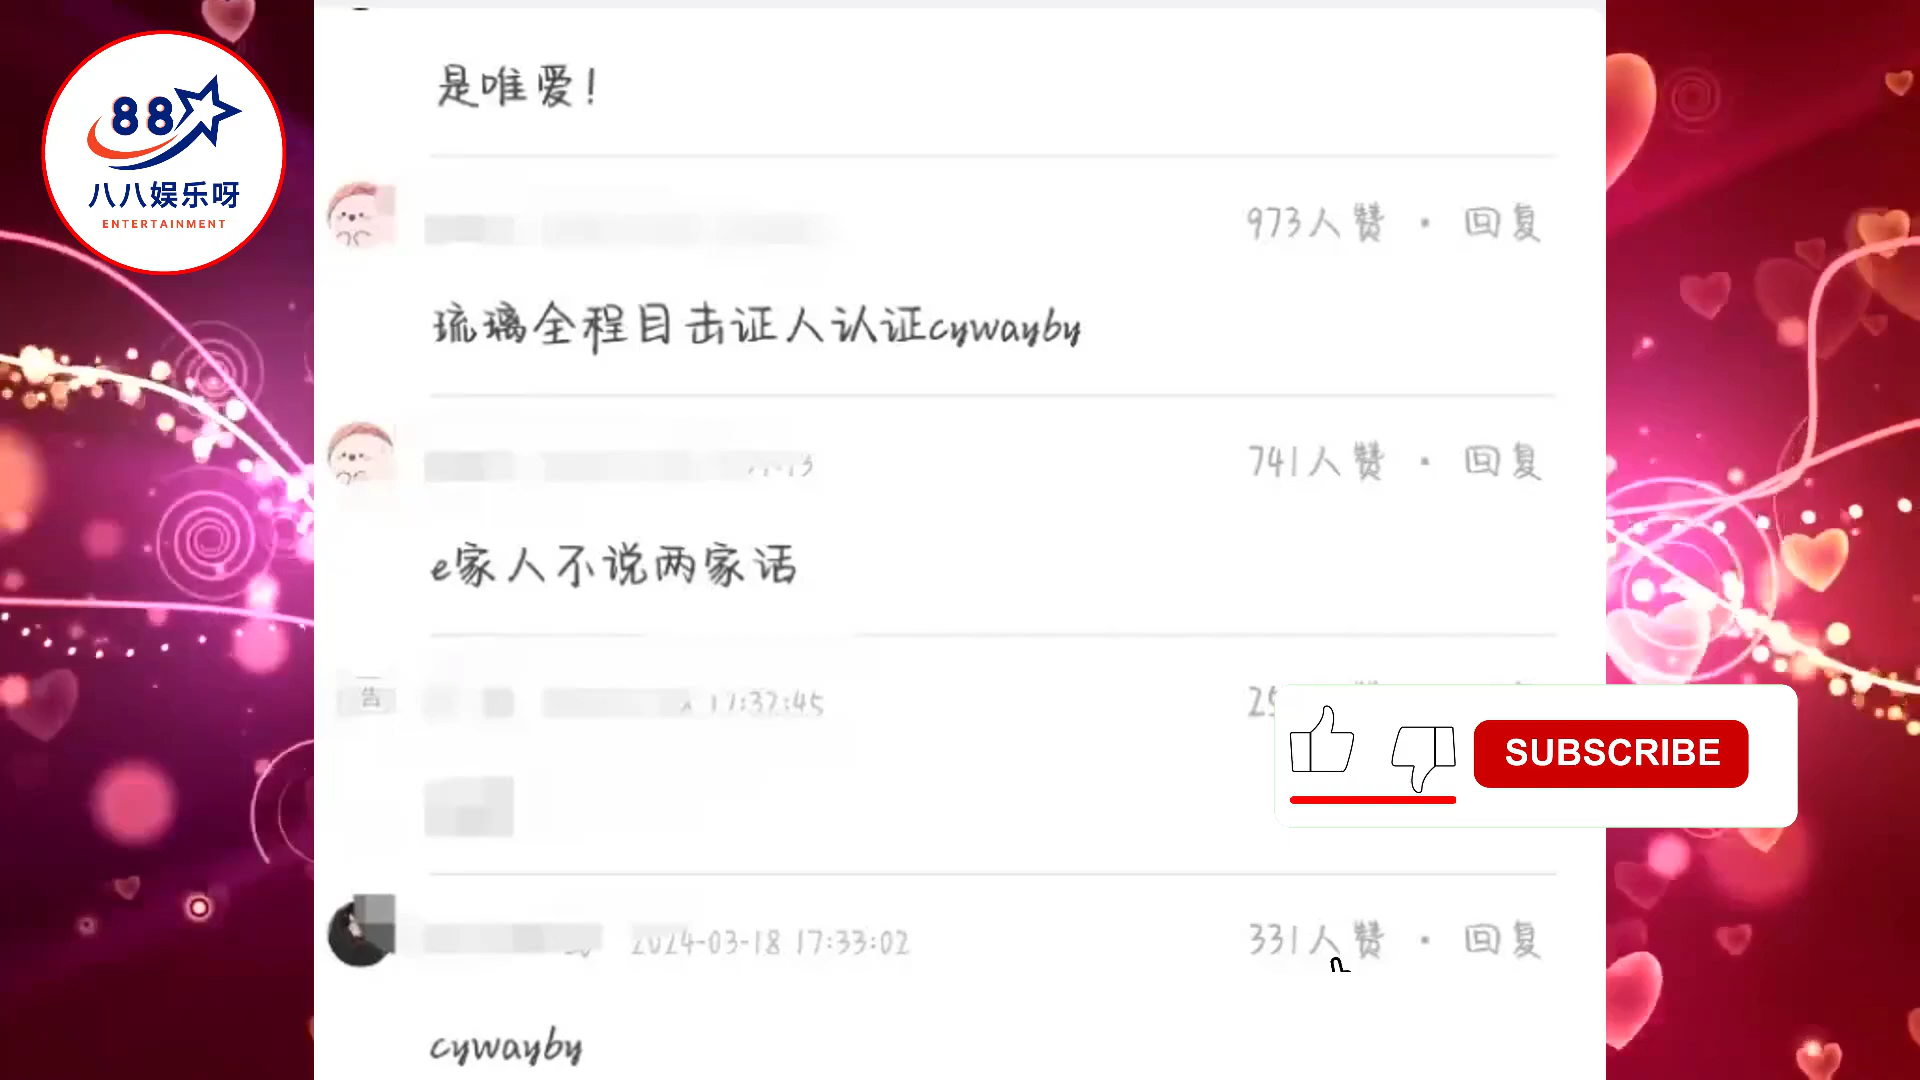 88
八八娱乐呀
ENTERTAINMENT
是唯爱!
973人赞 · 回复
琉璃全程目击证人认证cywayby
741人赞 · 回复
e家人不说两家话
告
17:37:45
25
SUBSCRIBE
2024-03-18 17:33:02
331人赞 · 回复
cywayby